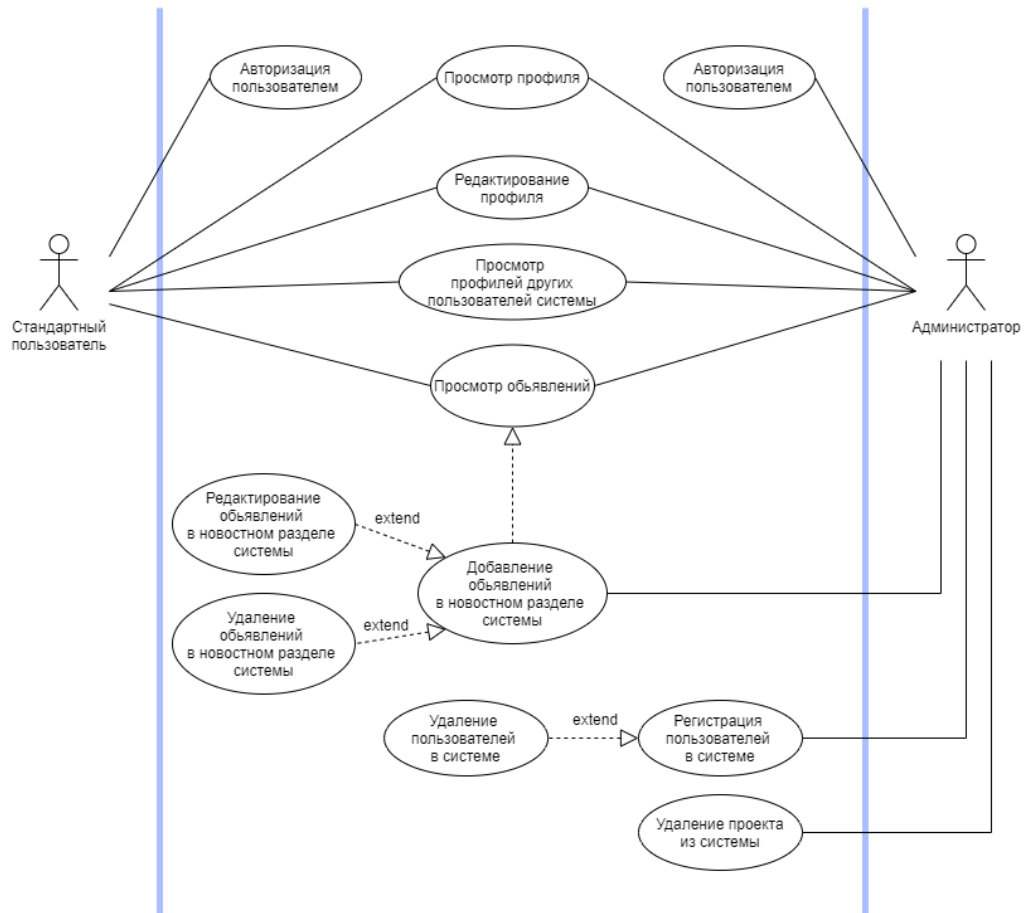 Авторизация
пользователем
Просмотр профиля
Авторизация
пользователем
Редактирование
профиля
Просмотр
профилей других
пользователей системы
Стандартный
пользователь
Администратор
Просмотр обьявлений
Редактирование
обьявлений
в новостном разделе
системы
extend
Добавление
обьявлений
в новостном разделе
системы
Удаление
обьявлений
в новостном разделе
системы
extend
Удаление
пользователей
в системе
extend
Регистрация
пользователей
в системе
Удаление проекта
из системы